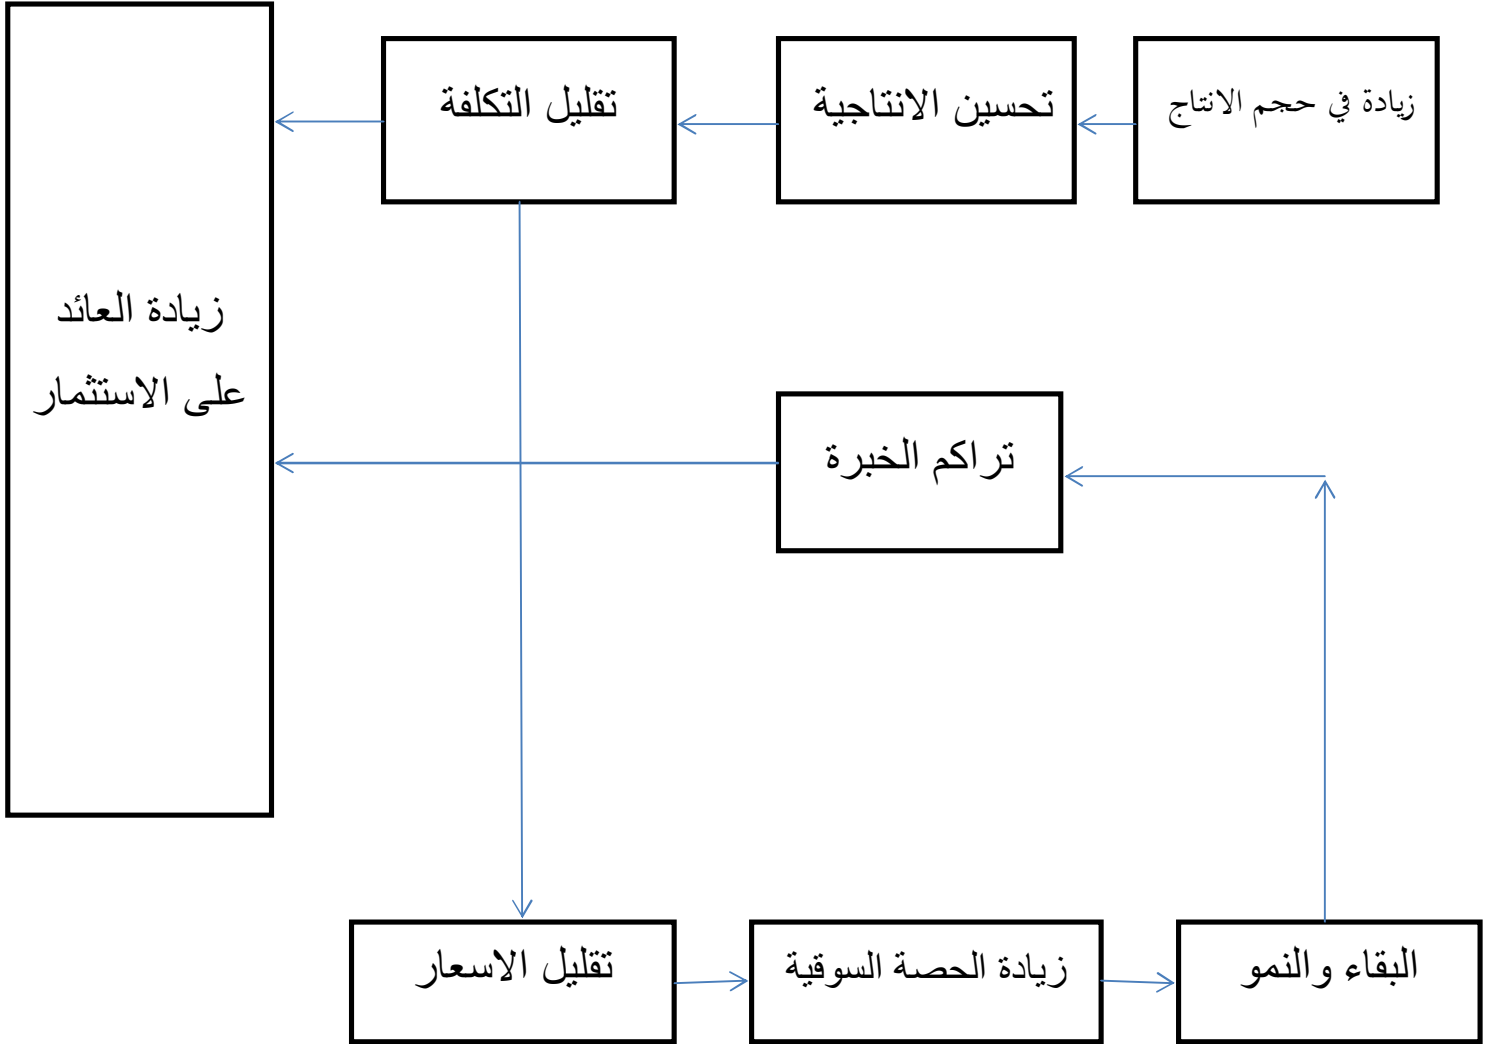 زيادة في حجم الانتاج
تحسين الانتاجية
تقليل التكلفة
زيادة العائد
على الاستثمار
تراكم الخبرة
تقليل الاسعار
زيادة الحصة السوقية
البقاء والنمو